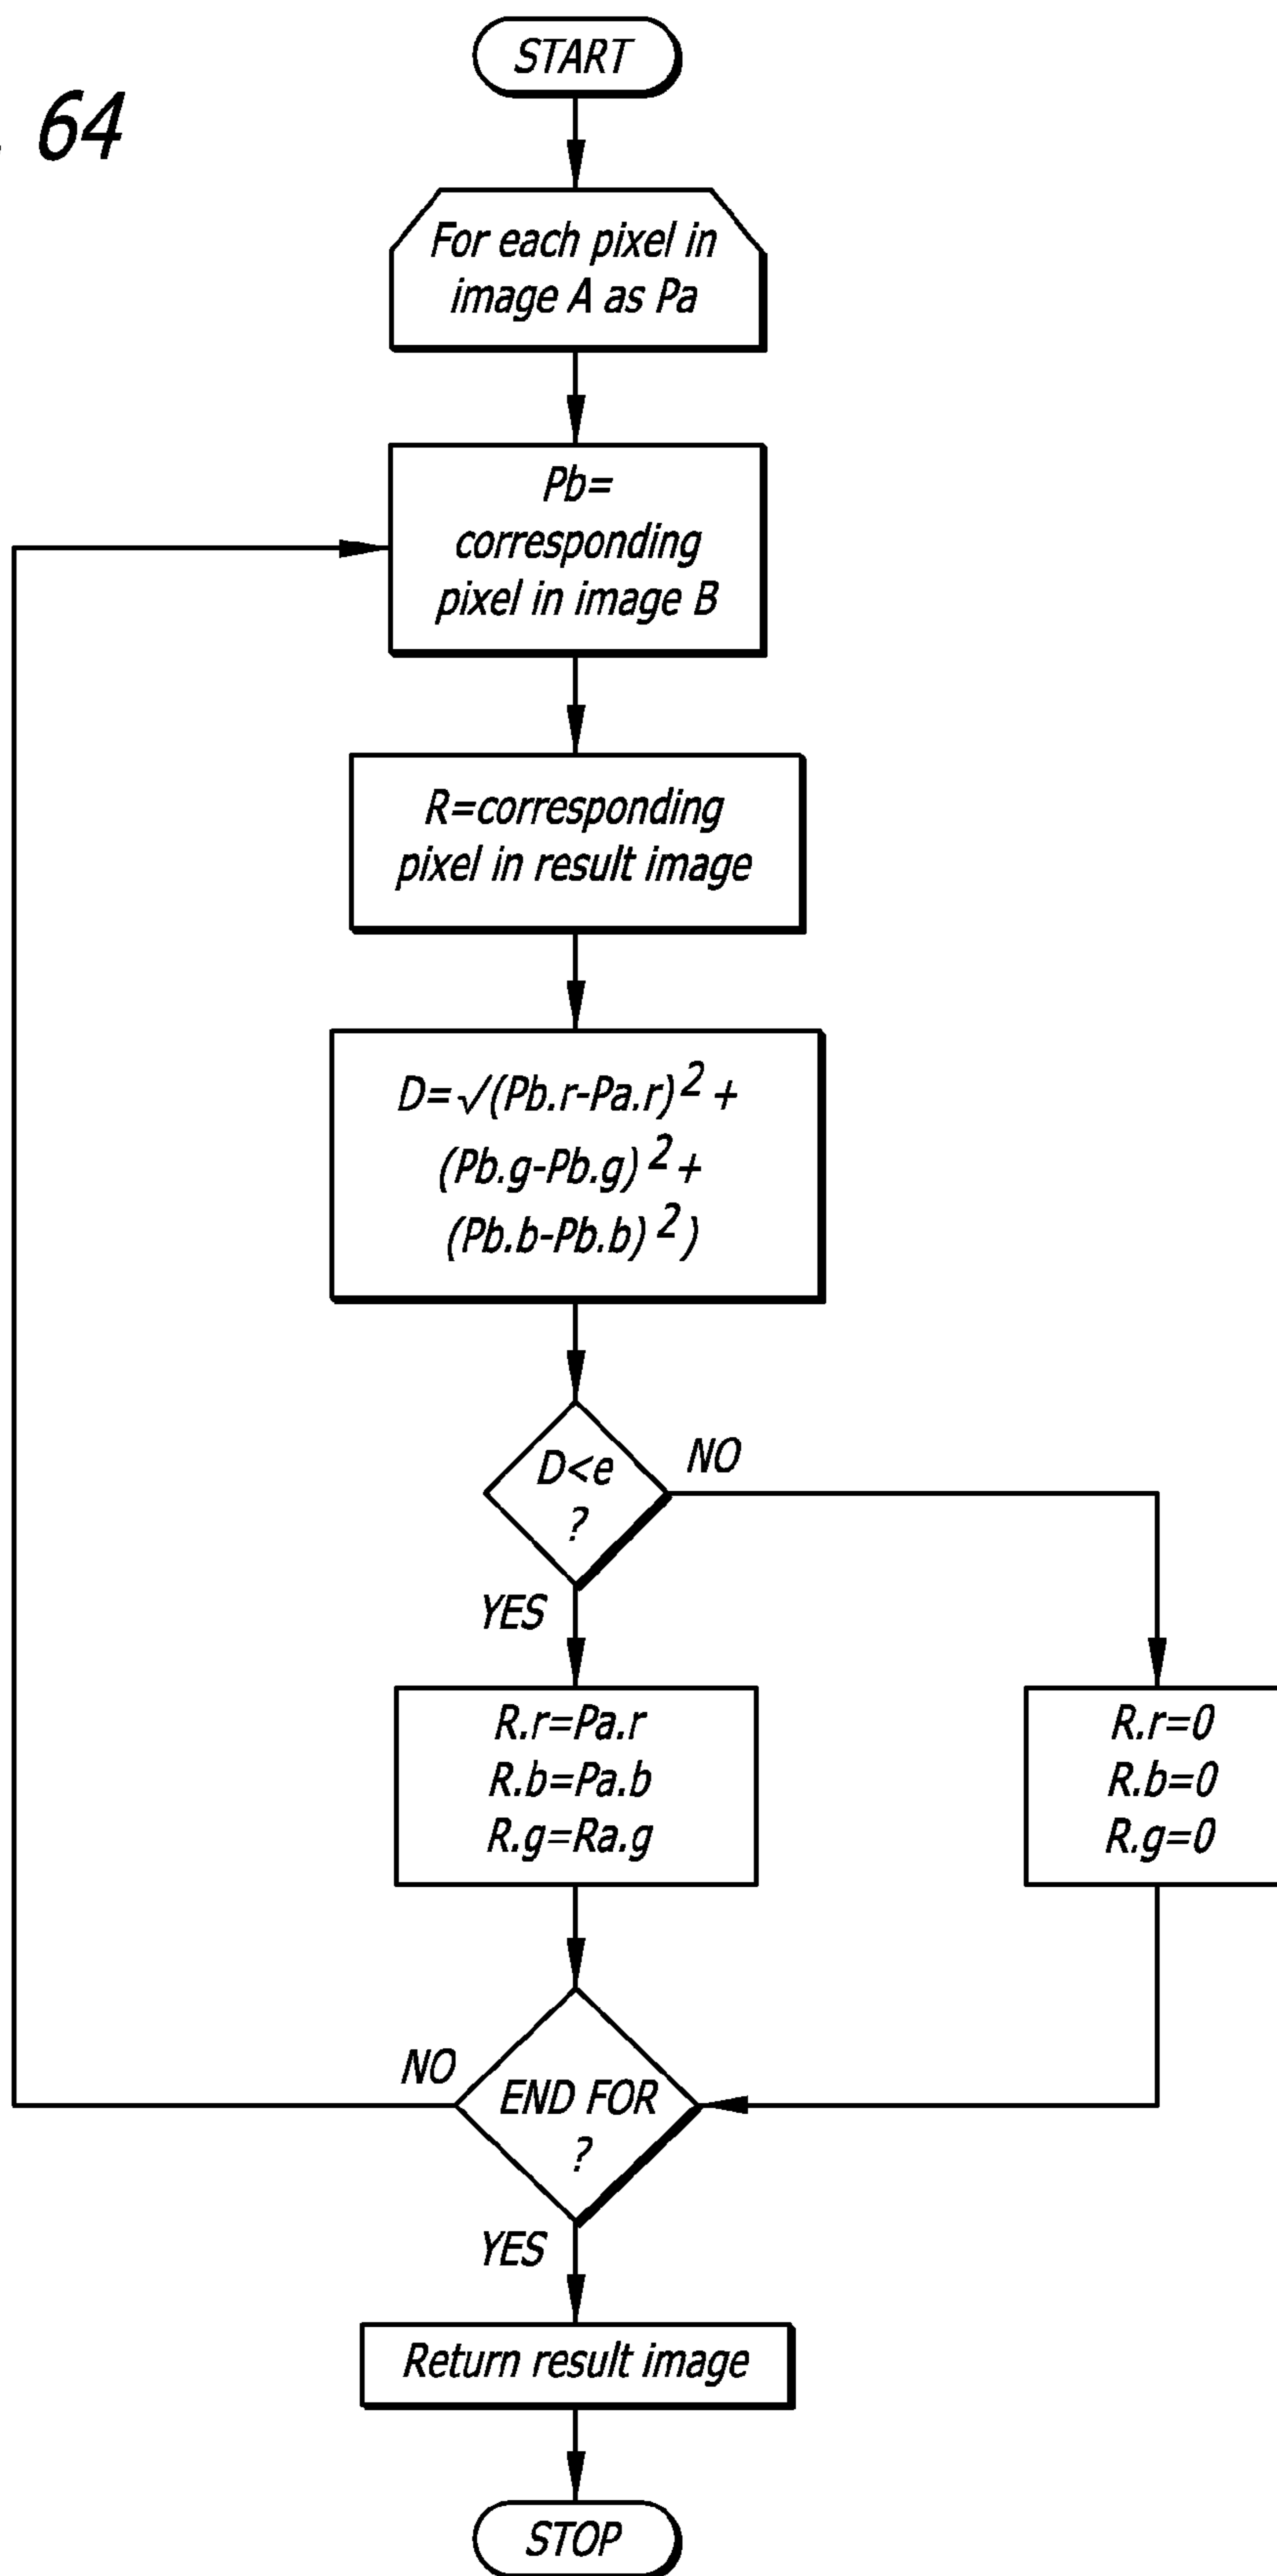 START
. 64
For each pixel in
image A as Pa
Pb=
corresponding
pixel in image B
R=corresponding
pixel in result image
D=√(Pb.r-Pa.r)² +
(Pb.g-Pb.g)²+
(Pb.b-Pb.b)²)
D<e
?
NO
YES
R.r=Pa.r
R.b=Pa.b
R.g=Ra.g
R.r=0
R.b=0
R.g=0
NO
END FOR
?
YES
Return result image
STOP